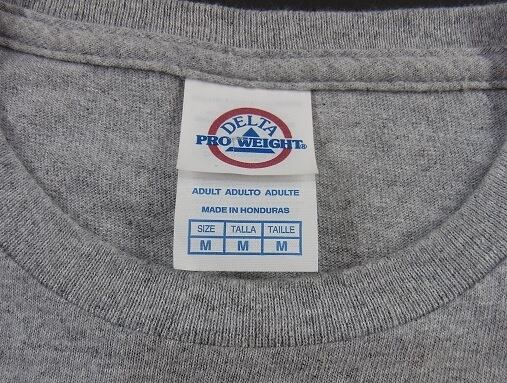 DELTA
PRO WEIGHT®
ADULT ADULTO ADULTE
MADE IN HONDURAS
SIZE TALLA TAILLE
M M M